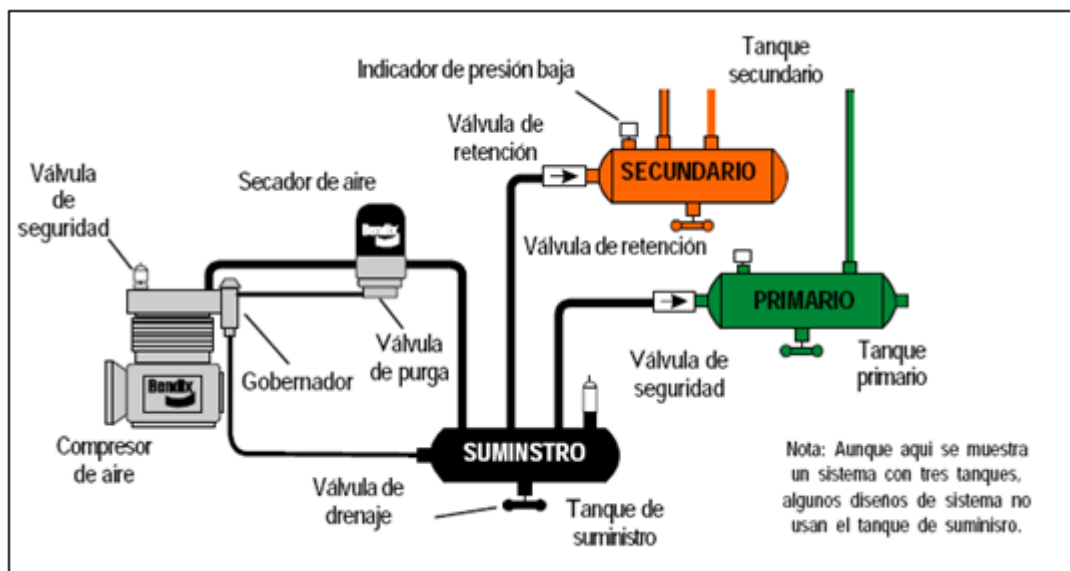 Tanque
secundario
Indicador de presión baja
Válvula de
retención
SECUNDARIO
Válvula
de
seguridad
Secador de aire
Bendix
Válvula de retención
PRIMARIO
Válvula
de purga
Gobernador
Válvula de
seguridad
Tanque
primario
Bendix
Compresor
de aire
SUMINSTRO
Válvula de
drenaje
Tanque de
suministro
Nota: Aunque aqui se muestra
un sistema con tres tanques,
algunos diseños de sistema no
usan el tanque de suminisro.